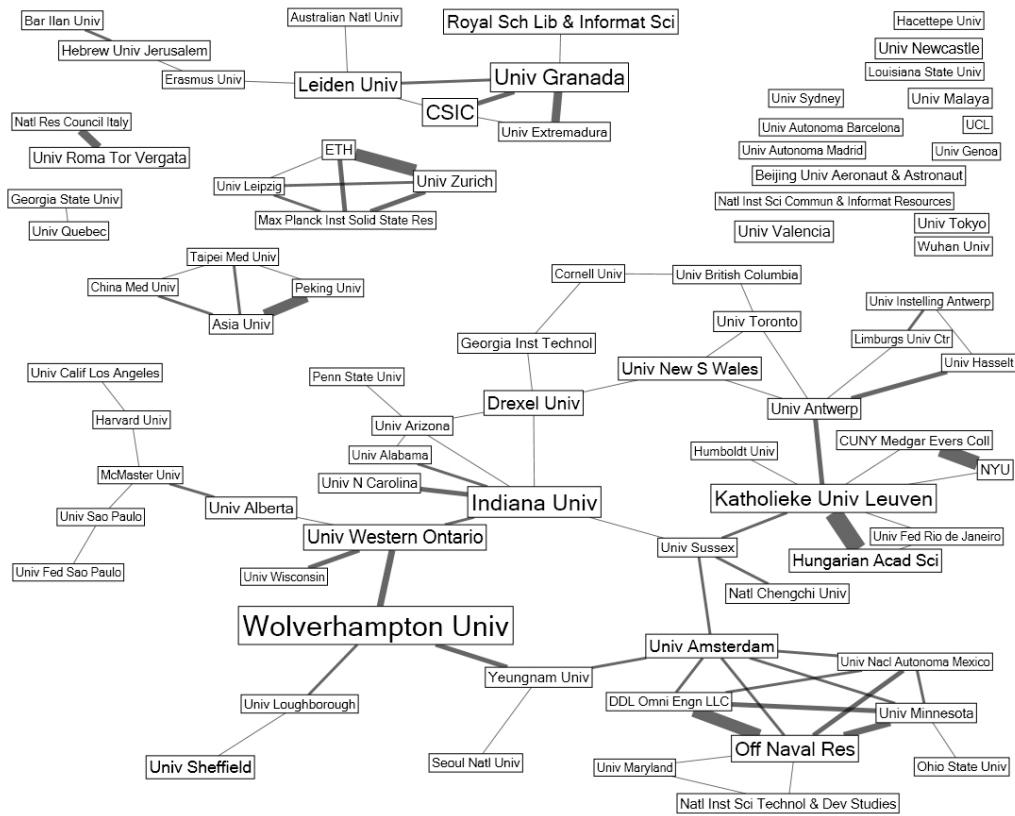 Bar Ilan Univ
Australian Natl Univ
Royal Sch Lib & Informat Sci
Hacettepe Univ
Hebrew Univ Jerusalem
Univ Newcastle
Erasmus Univ
Leiden Univ
Univ Granada
Louisiana State Univ
Univ Sydney
Univ Malaya
CSIC
Natl Res Council Italy
Univ Extremadura
Univ Autonoma Barcelona
UCL
ETH
Univ Roma Tor Vergata
Univ Autonoma Madrid
Univ Genoa
Univ Leipzig
Univ Zurich
Beijing Univ Aeronaut & Astronaut
Georgia State Univ
Natl Inst Sci Commun & Informat Resources
Max Planck Inst Solid State Res
Univ Quebec
Univ Valencia
Univ Tokyo
Wuhan Univ
Taipei Med Univ
Cornell Univ
Univ British Columbia
China Med Univ
Peking Univ
Univ Instelling Antwerp
Asia Univ
Univ Toronto
Limburgs Univ Ctr
Georgia Inst Technol
Univ Hasselt
Univ Calif Los Angeles
Penn State Univ
Univ New S Wales
Drexel Univ
Univ Antwerp
Harvard Univ
Univ Arizona
CUNY Medgar Evers Coll
Univ Alabama
Humboldt Univ
NYU
McMaster Univ
Univ N Carolina
Indiana Univ
Katholieke Univ Leuven
Univ Alberta
Univ Sao Paulo
Univ Western Ontario
Univ Fed Rio de Janeiro
Univ Sussex
Hungarian Acad Sci
Univ Fed Sao Paulo
Univ Wisconsin
Natl Chengchi Univ
Wolverhampton Univ
Univ Amsterdam
Univ Nacl Autonoma Mexico
Yeungnam Univ
Univ Loughborough
DDL Omni Engn LLC
Univ Minnesota
Off Naval Res
Univ Sheffield
Seoul Natl Univ
Univ Maryland
Ohio State Univ
Natl Inst Sci Technol & Dev Studies